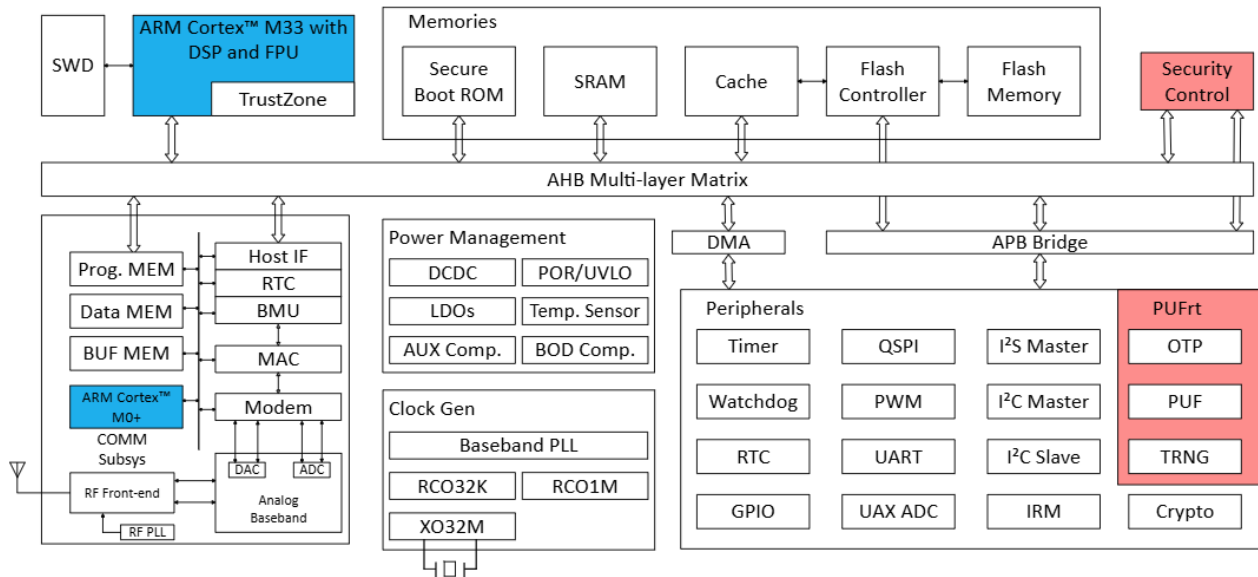 SWD
ARM Cortex™ M33 with
DSP and FPU
TrustZone
Memories
Secure
Boot ROM
SRAM
Cache
Flash
Controller
Flash
Memory
Security
Control
AHB Multi-layer Matrix
Prog. MEM
Data MEM
BUF MEM
ARM Cortex™
M0+
COMM
Subsys
Host IF
RTC
BMU
MAC
Modem
DAC
ADC
Analog
Baseband
RF Front-end
RF PLL
Power Management
DCDC
POR/UVLO
LDOs
Temp. Sensor
AUX Comp.
BOD Comp.
Clock Gen
Baseband PLL
RCO32K
RCO1M
XO32M
DMA
APB Bridge
Peripherals
PUFrt
Timer
QSPI
I²S Master
OTP
Watchdog
PWM
I²C Master
PUF
RTC
UART
I²C Slave
TRNG
GPIO
UAX ADC
IRM
Crypto